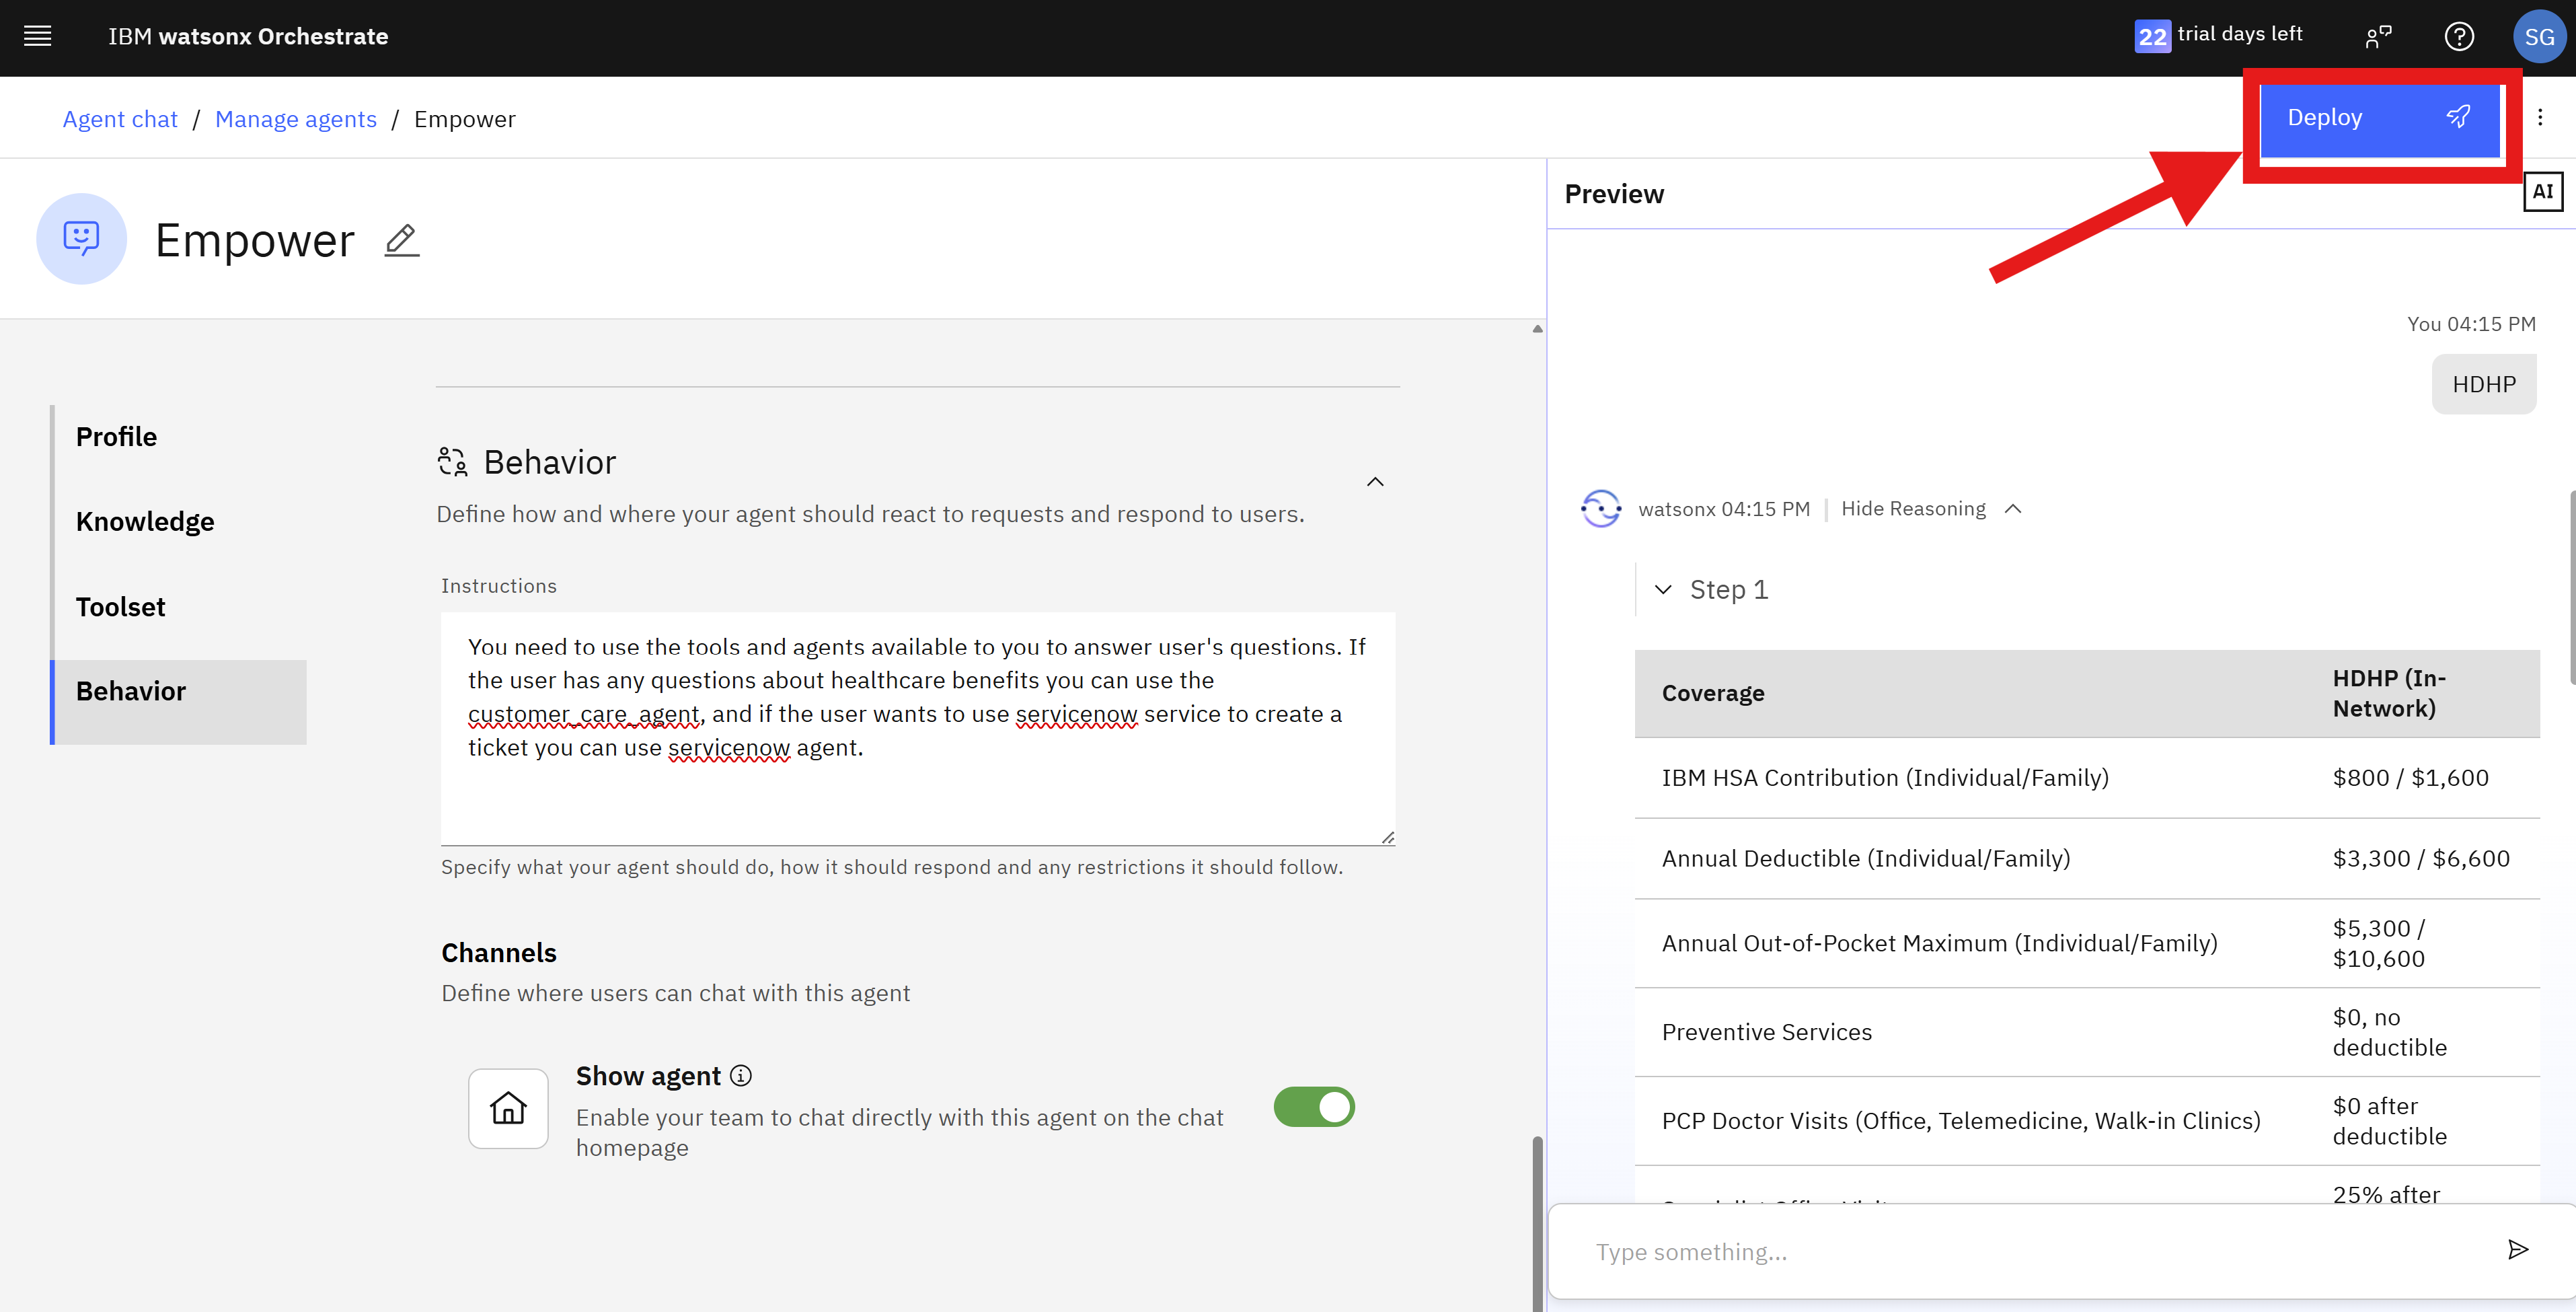 IBM watsonx Orchestrate
22 trial days left
SG
Agent chat / Manage agents / Empower
Deploy
Empower
Profile
Knowledge
Toolset
Behavior
Behavior
Define how and where your agent should react to requests and respond to users.
Instructions
You need to use the tools and agents available to you to answer user's questions. If
the user has any questions about healthcare benefits you can use the
customer_care_agent, and if the user wants to use servicenow service to create a
ticket you can use servicenow agent.
Specify what your agent should do, how it should respond and any restrictions it should follow.
Channels
Define where users can chat with this agent
Show agent
Enable your team to chat directly with this agent on the chat
homepage
Preview
AI
You 04:15 PM
HDHP
watsonx 04:15 PM | Hide Reasoning
Step 1
Coverage
HDHP (In-
Network)
IBM HSA Contribution (Individual/Family)
$800 / $1,600
Annual Deductible (Individual/Family)
$3,300 / $6,600
Annual Out-of-Pocket Maximum (Individual/Family)
$5,300 /
$10,600
Preventive Services
$0, no
deductible
PCP Doctor Visits (Office, Telemedicine, Walk-in Clinics)
$0 after
deductible
25% after
Type something...